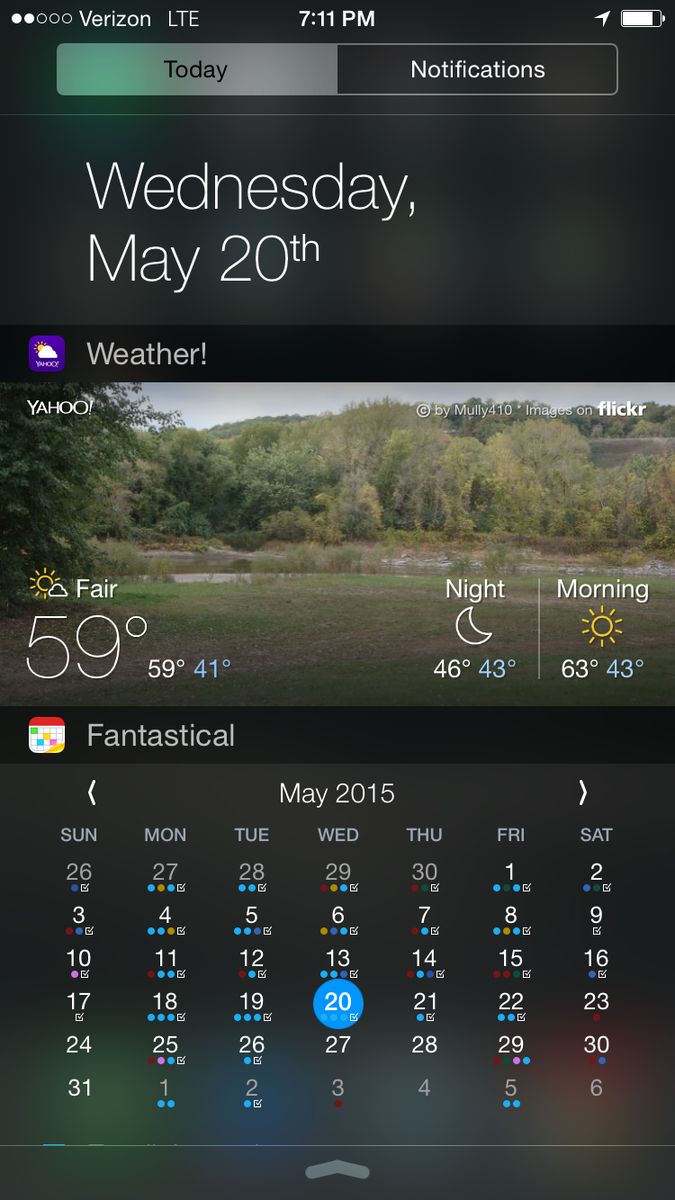 Verizon LTE 7:11 PM
Today Notifications
Wednesday,
May 20th
YAHOO!
Weather!
YAHOO! © by Mully410 * Images on flickr
Fair Night Morning
59° 59° 41° 46° 43° 63° 43°
Fantastical
May 2015
SUN MON TUE WED THU FRI SAT
26 27 28 29 30 1 2
3 4 5 6 7 8 9
10 11 12 13 14 15 16
17 18 19 20 21 22 23
24 25 26 27 28 29 30
31 1 2 3 4 5 6